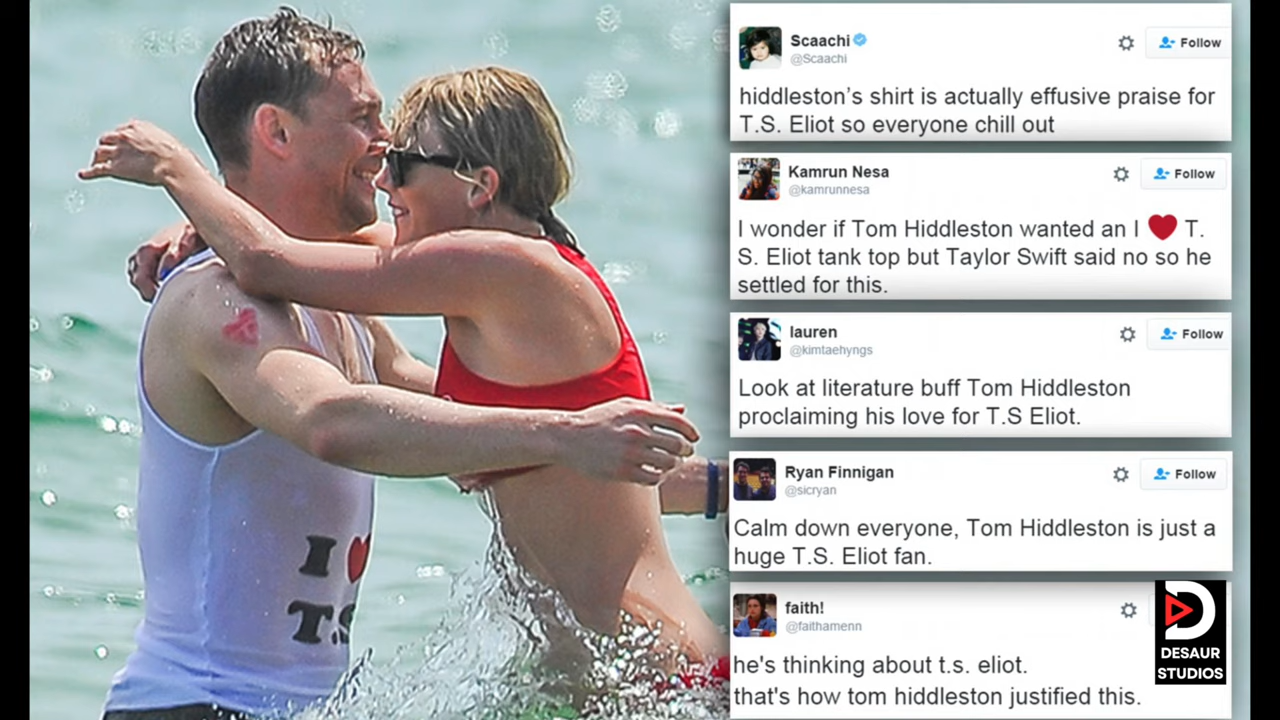 I ❤
T.S
Scaachi
@Scaachi
Follow
hiddleston’s shirt is actually effusive praise for
T.S. Eliot so everyone chill out
Kamrun Nesa
@kamrunnesa
Follow
I wonder if Tom Hiddleston wanted an I ❤ T.
S. Eliot tank top but Taylor Swift said no so he
settled for this.
lauren
@kimtaehyngs
Follow
Look at literature buff Tom Hiddleston
proclaiming his love for T.S Eliot.
Ryan Finnigan
@sicryan
Follow
Calm down everyone, Tom Hiddleston is just a
huge T.S. Eliot fan.
faith!
@faithamenn
he's thinking about t.s. eliot.
that's how tom hiddleston justified this.
D
DESAUR
STUDIOS